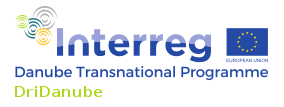 Interreg
EUROPEAN UNION
Danube Transnational Programme
DriDanube